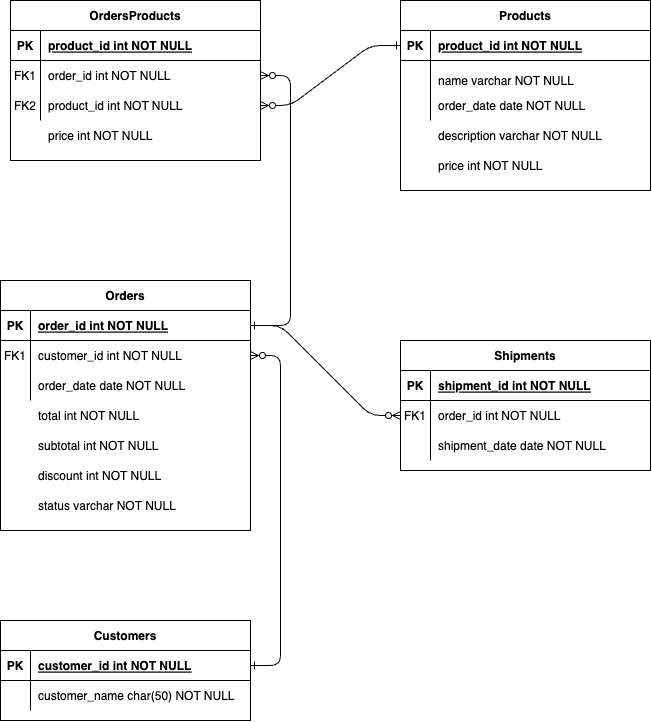 OrdersProducts
PK product_id int NOT NULL
FK1 order_id int NOT NULL
FK2 product_id int NOT NULL
price int NOT NULL
Products
PK product_id int NOT NULL
name varchar NOT NULL
order_date date NOT NULL
description varchar NOT NULL
price int NOT NULL
Orders
PK order_id int NOT NULL
FK1 customer_id int NOT NULL
order_date date NOT NULL
total int NOT NULL
subtotal int NOT NULL
discount int NOT NULL
status varchar NOT NULL
Shipments
PK shipment_id int NOT NULL
FK1 order_id int NOT NULL
shipment_date date NOT NULL
Customers
PK customer_id int NOT NULL
customer_name char(50) NOT NULL